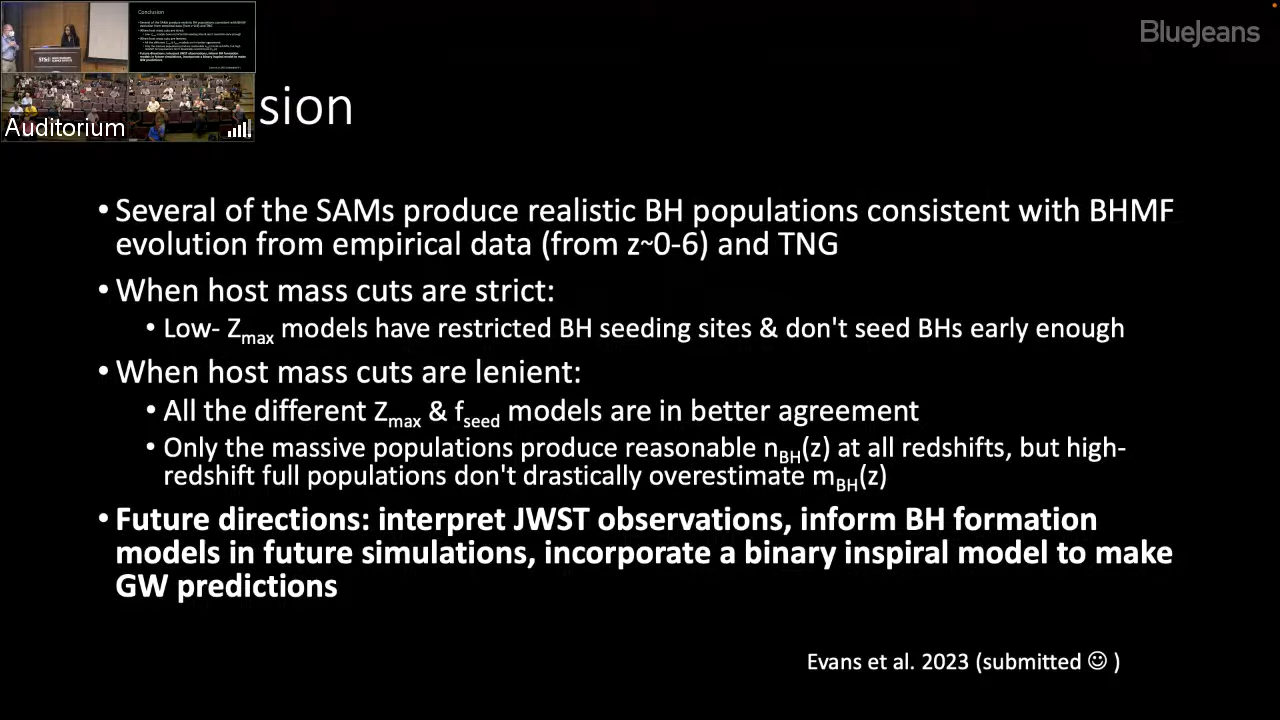 BlueJeans
Conclusion
STScI
Auditorium
sion
• Several of the SAMs produce realistic BH populations consistent with BHMF
evolution from empirical data (from z~0-6) and TNG
• When host mass cuts are strict:
• Low- Zmax models have restricted BH seeding sites & don't seed BHs early enough
• When host mass cuts are lenient:
• All the different Zmax & fseed models are in better agreement
• Only the massive populations produce reasonable nBH(z) at all redshifts, but high-
redshift full populations don't drastically overestimate mBH(z)
• Future directions: interpret JWST observations, inform BH formation
models in future simulations, incorporate a binary inspiral model to make
GW predictions
Evans et al. 2023 (submitted ☺ )